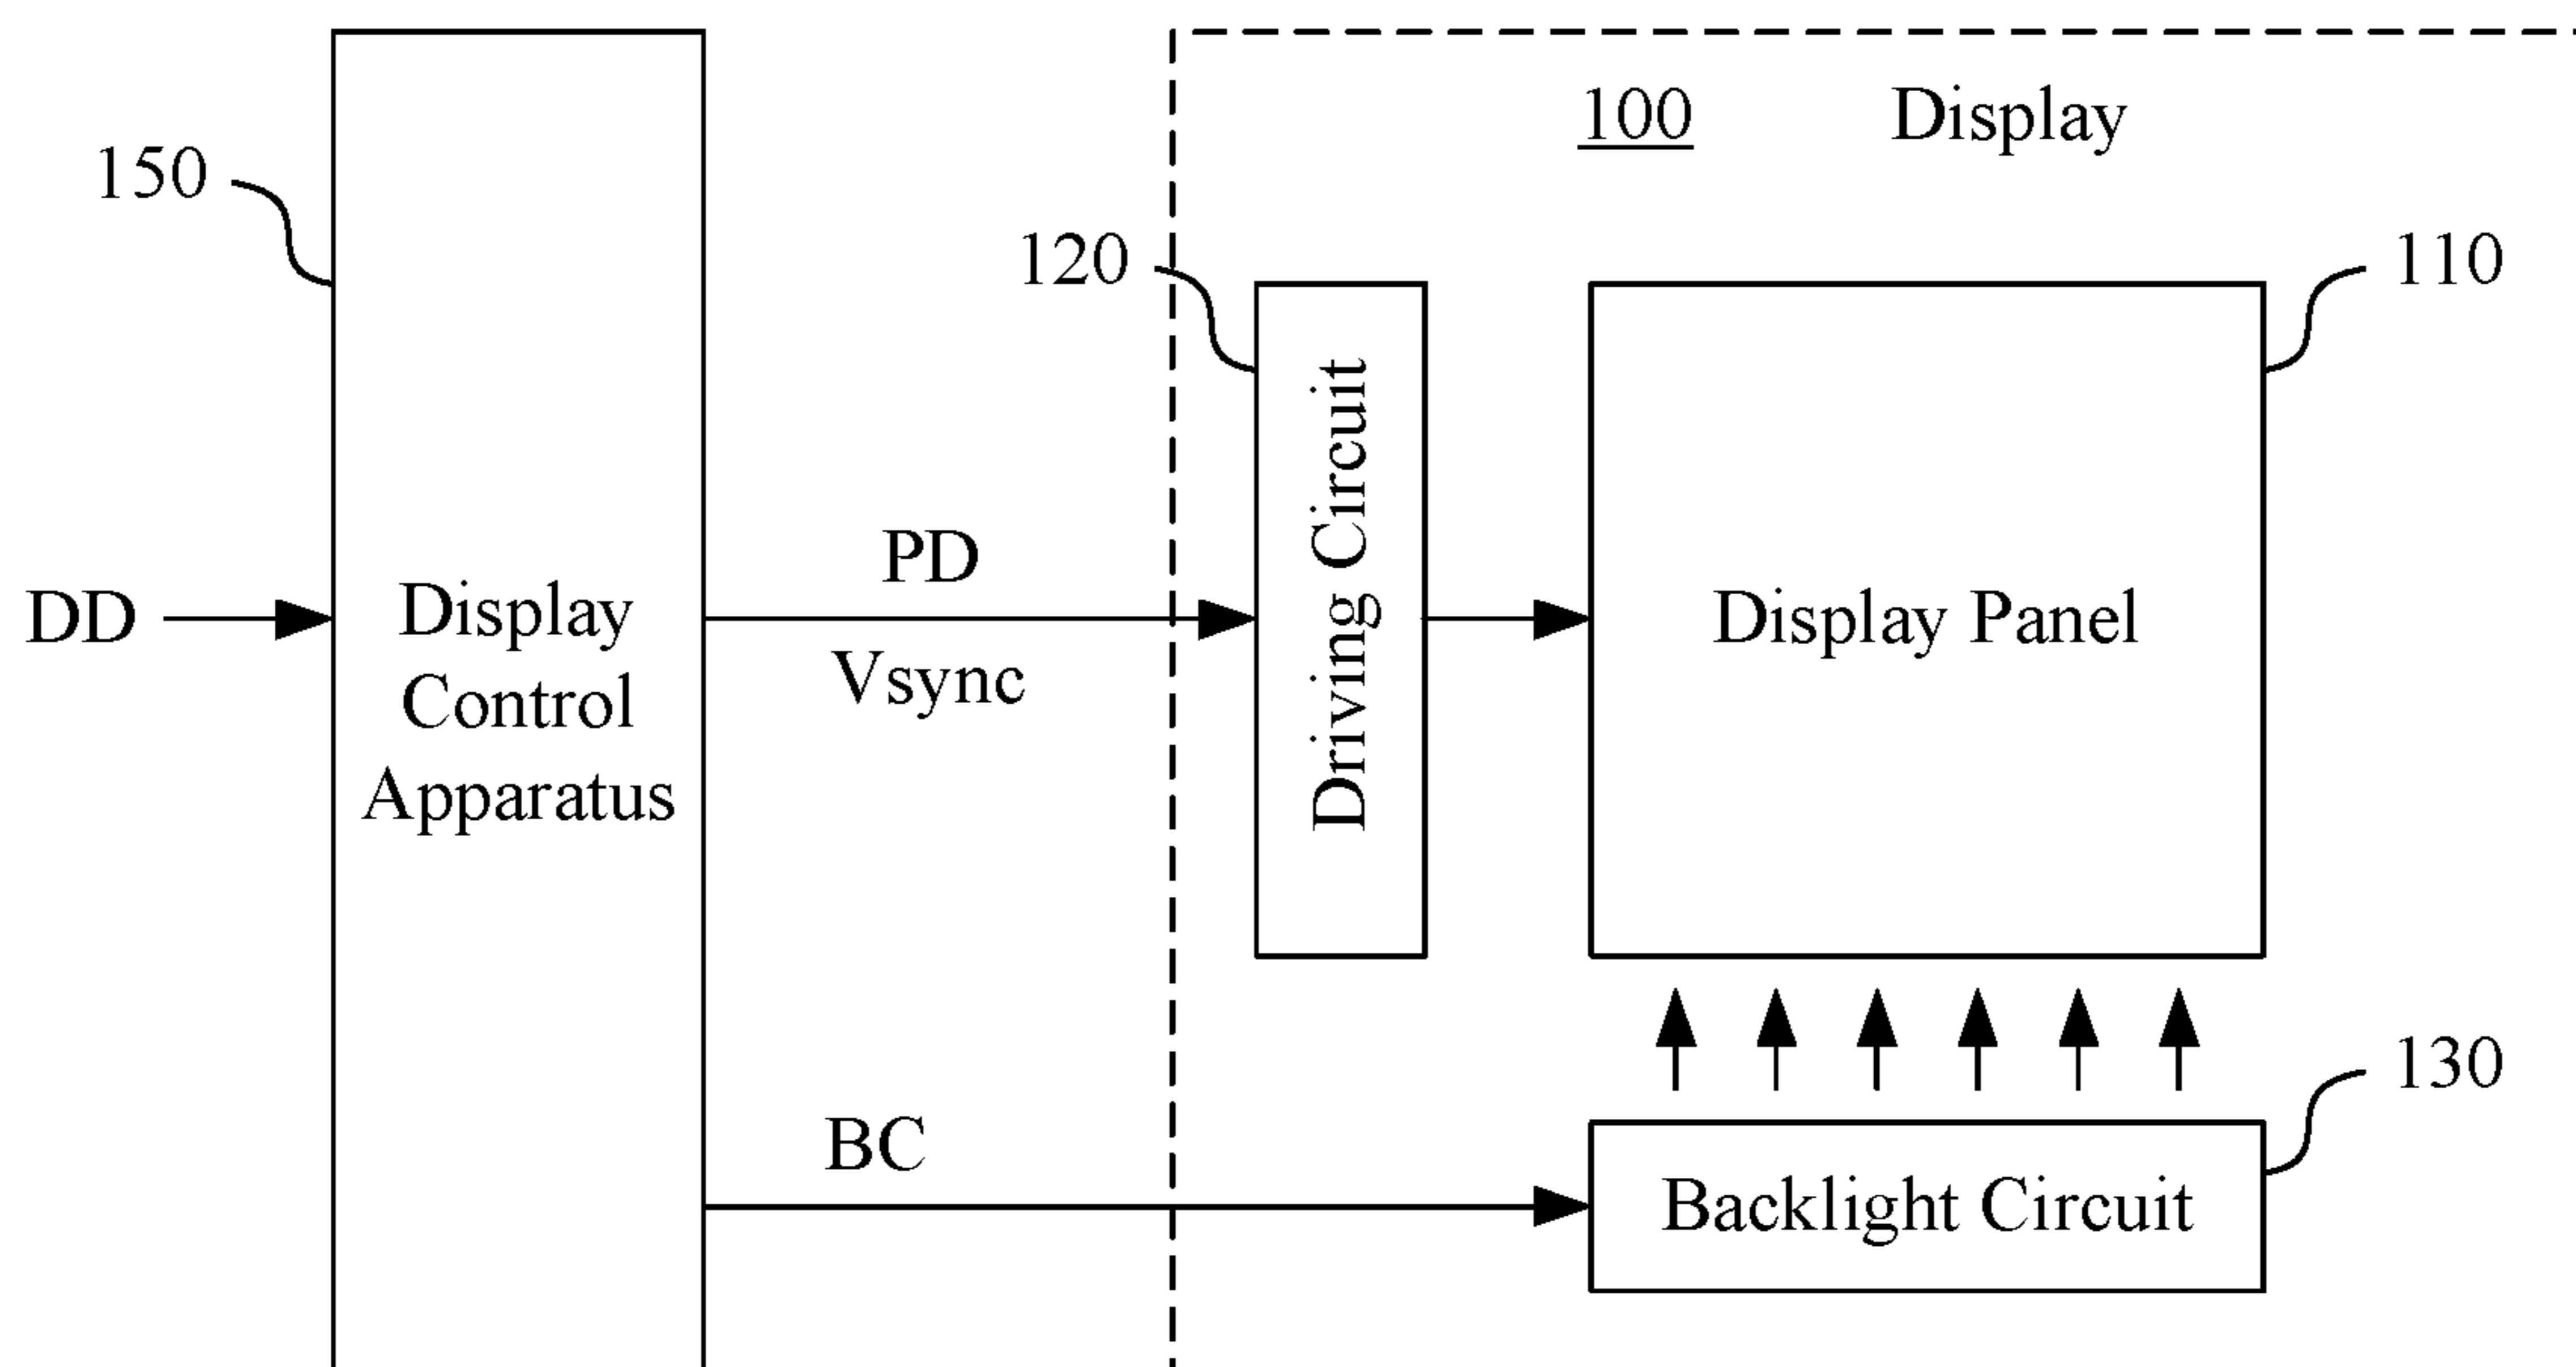 100 Display
150
120
110
PD
DD
Display
Control
Apparatus
Vsync
Driving Circuit
Display Panel
130
BC
Backlight Circuit